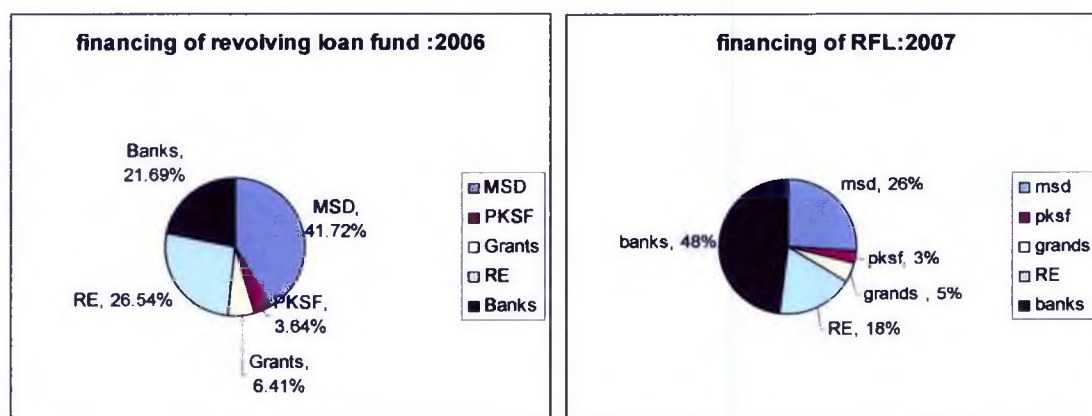 financing of revolving loan fund :2006
Banks,
21.69%
MSD,
41.72%
RE, 26.54%
PKSF,
3.64%
Grants,
6.41%
MSD
PKSF
Grants
RE
Banks
financing of RFL:2007
msd, 26%
banks, 48%
pksf, 3%
grands , 5%
RE, 18%
msd
pksf
grands
RE
banks